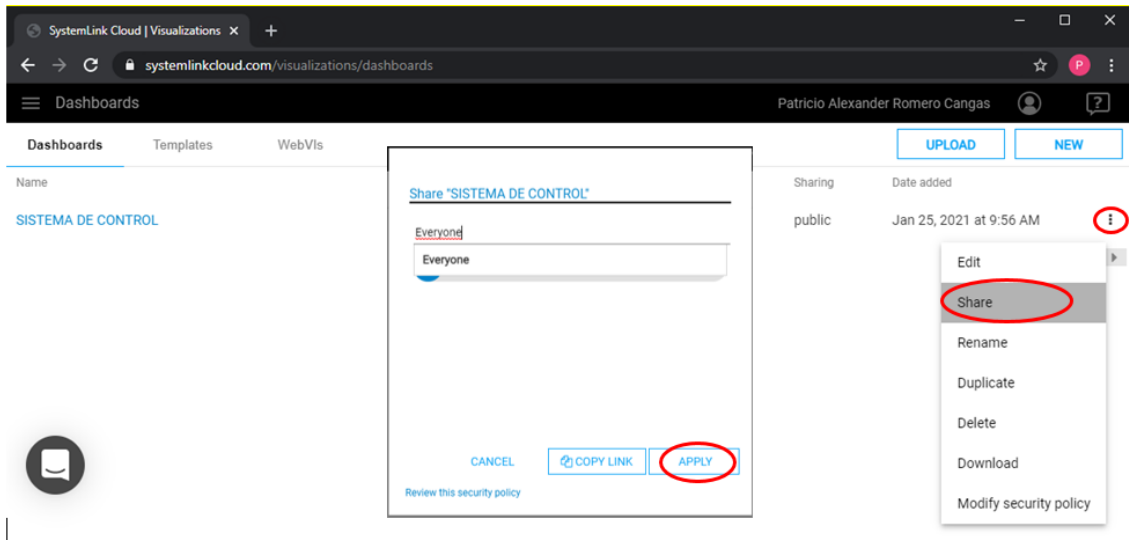 SystemLink Cloud | Visualizations
systemlinkcloud.com/visualizations/dashboards
Dashboards
Patricio Alexander Romero Cangas
Dashboards Templates WebVIs
UPLOAD NEW
Name Sharing Date added
SISTEMA DE CONTROL public Jan 25, 2021 at 9:56 AM
Share "SISTEMA DE CONTROL"
Everyone
Everyone
CANCEL COPY LINK APPLY
Review this security policy
Edit
Share
Rename
Duplicate
Delete
Download
Modify security policy
P
?